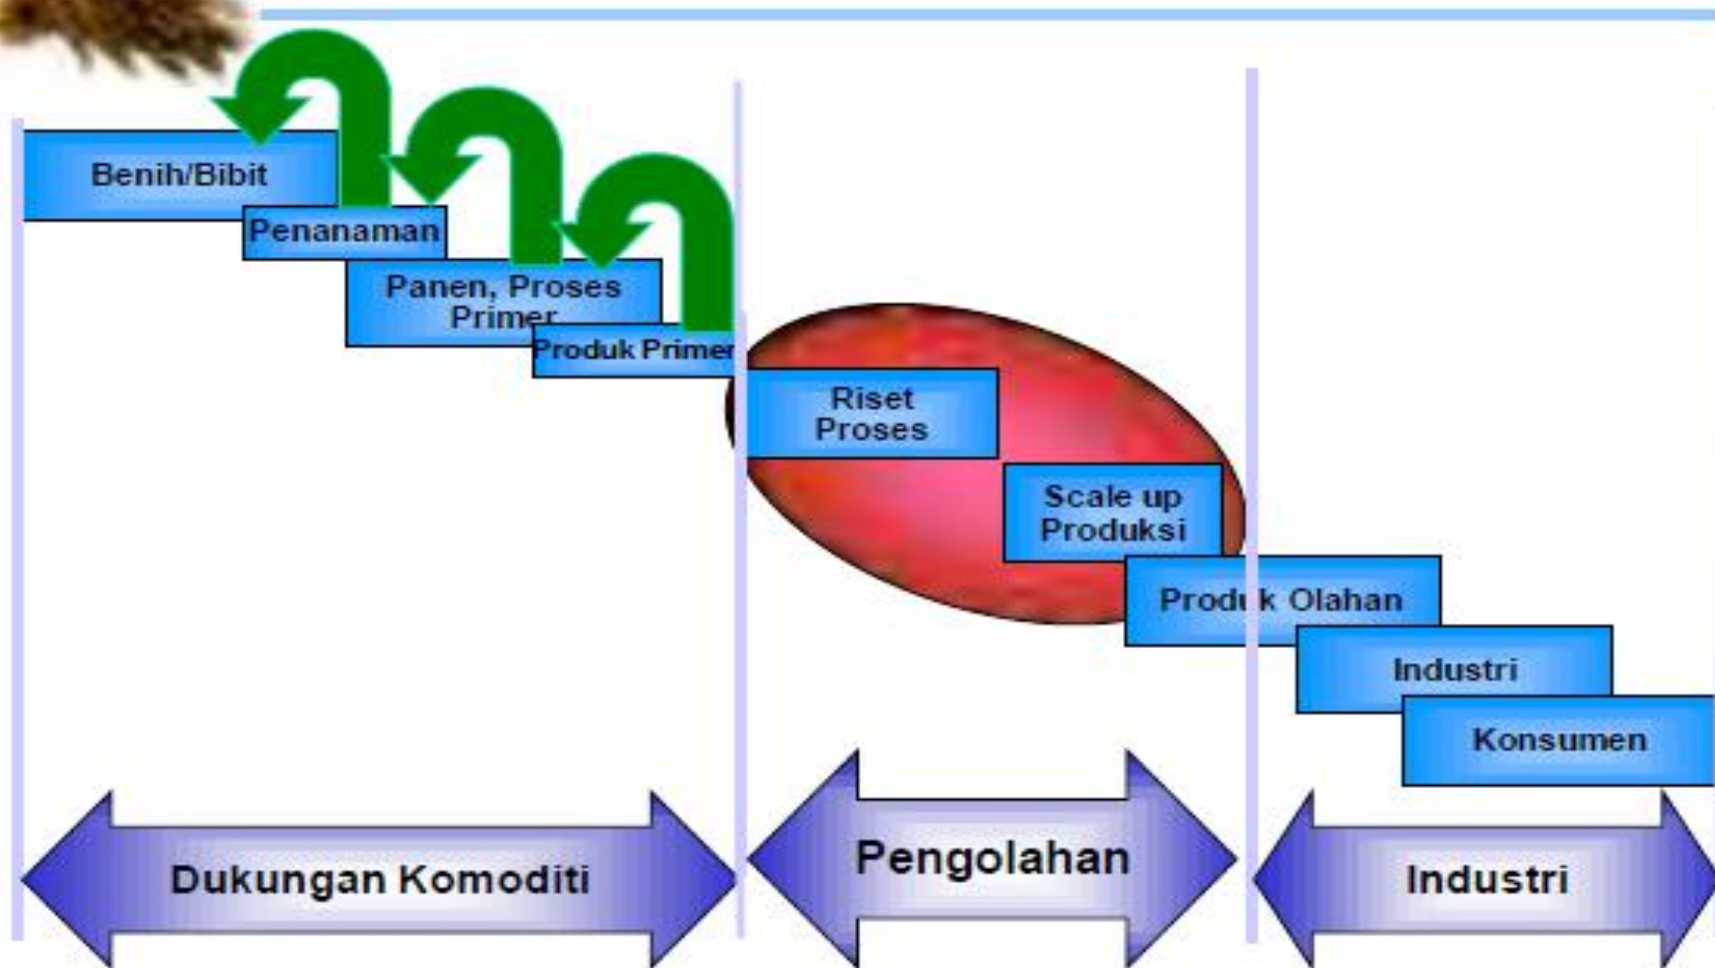 Benih/Bibit
Penanaman
Panen, Proses
Primer
Produk Primer
Riset
Proses
Scale up
Produksi
Produk Olahan
Industri
Konsumen
Dukungan Komoditi
Pengolahan
Industri